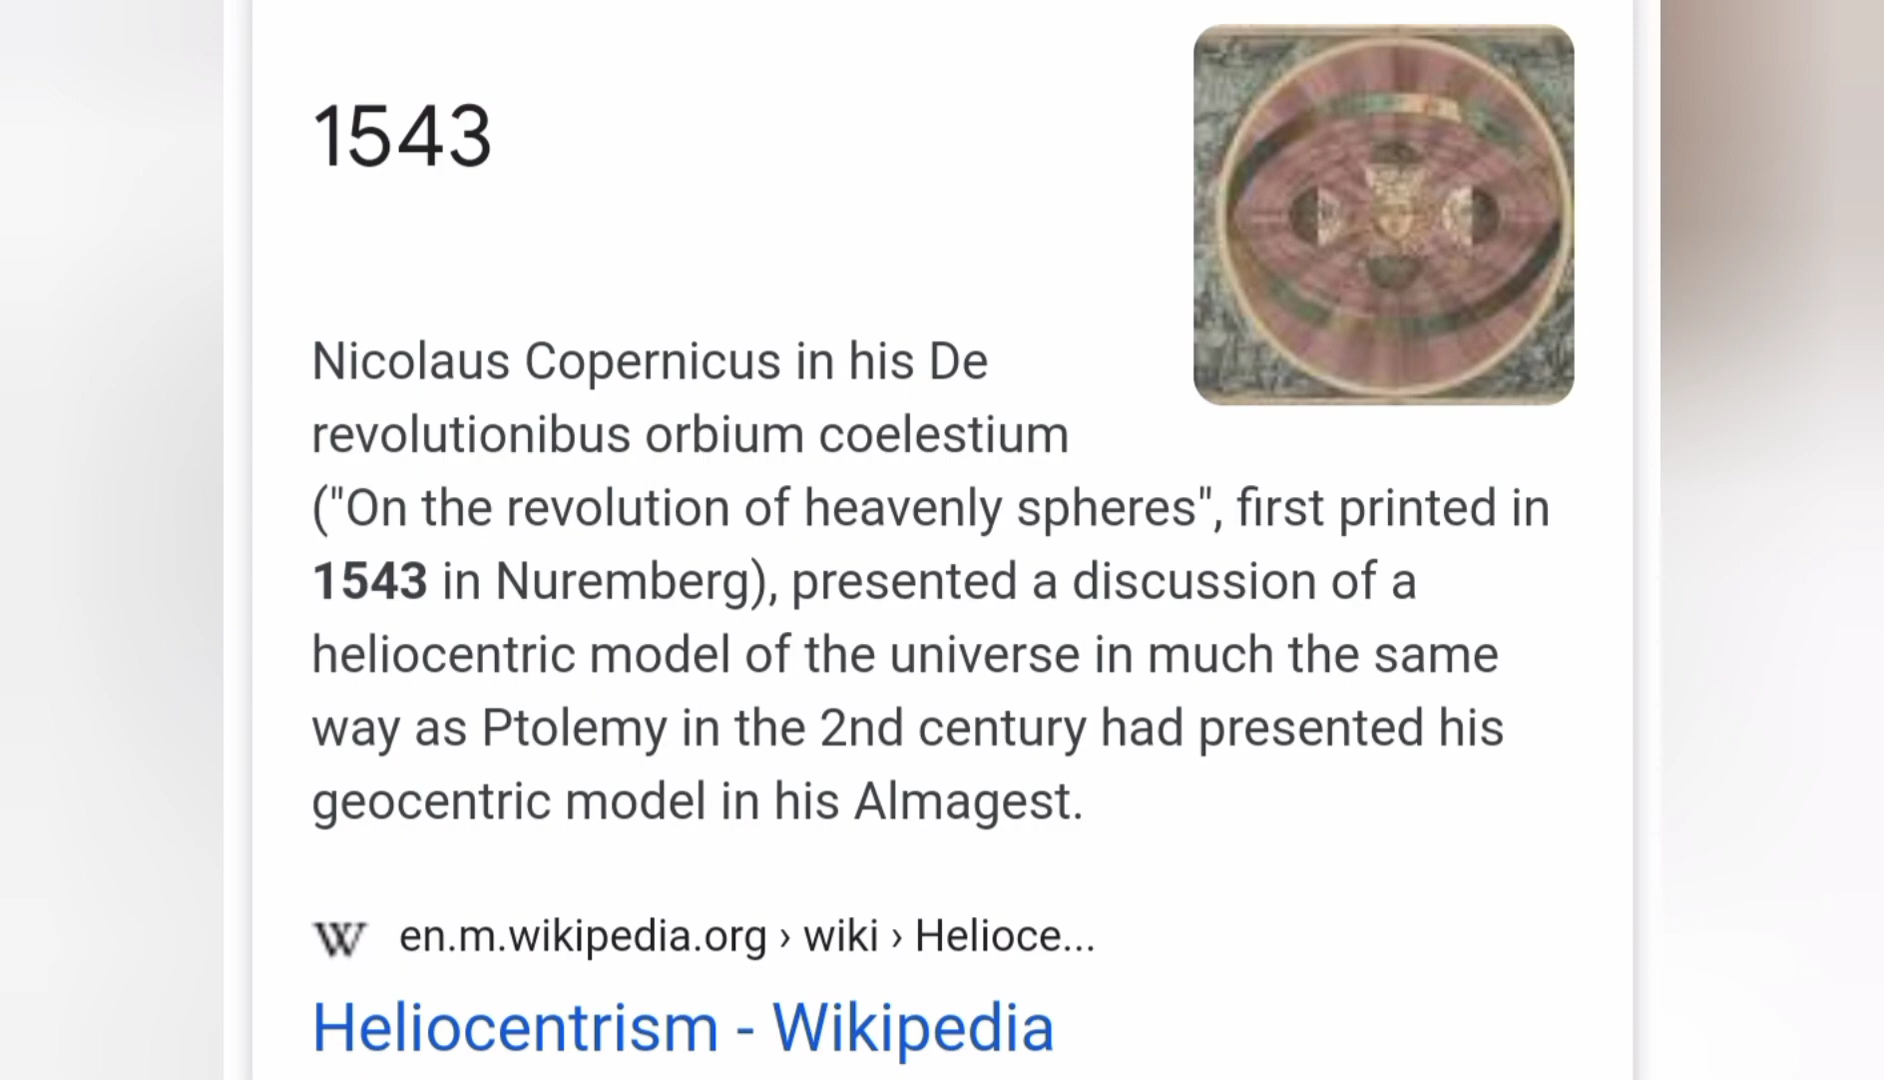 1543
Nicolaus Copernicus in his De
revolutionibus orbium coelestium
("On the revolution of heavenly spheres", first printed in
1543 in Nuremberg), presented a discussion of a
heliocentric model of the universe in much the same
way as Ptolemy in the 2nd century had presented his
geocentric model in his Almagest.
W en.m.wikipedia.org › wiki › Helioce...
Heliocentrism - Wikipedia